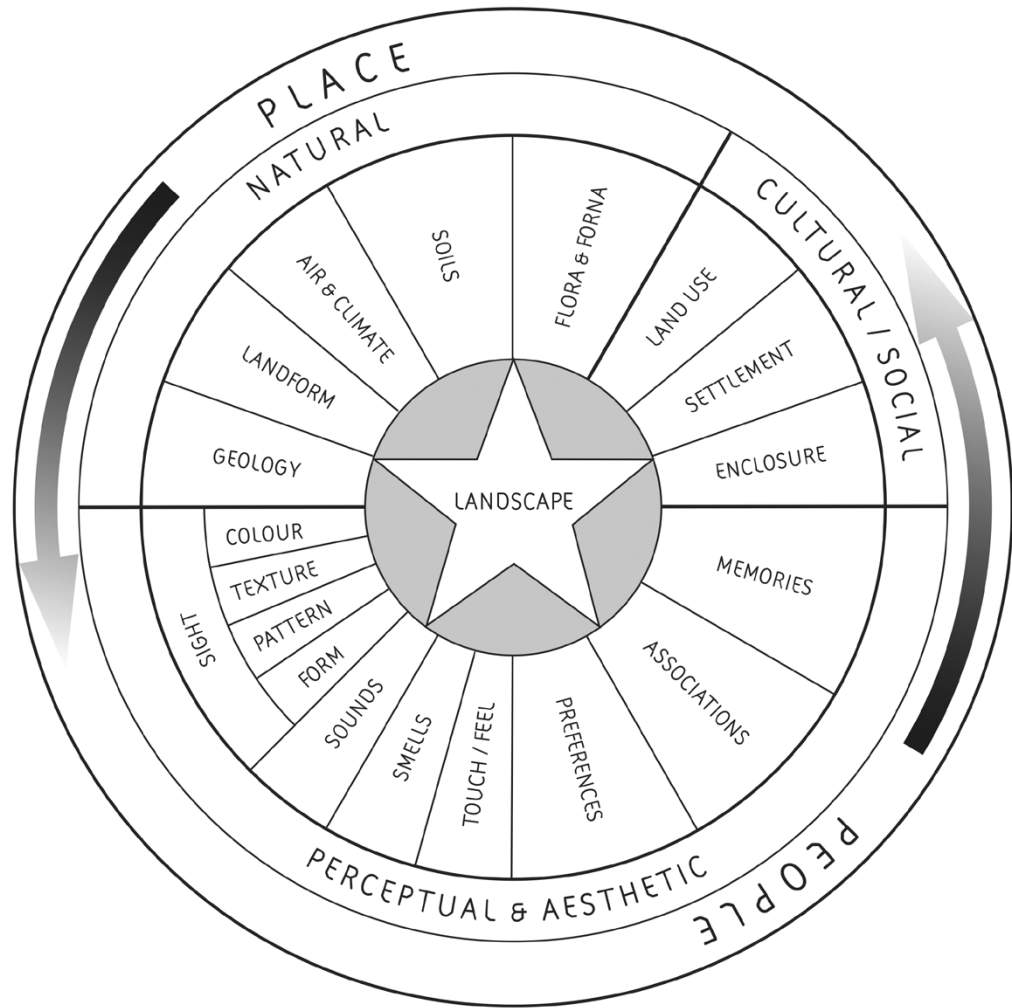 PLACE
NATURAL
CULTURAL / SOCIAL
GEOLOGY
LANDFORM
AIR & CLIMATE
SOILS
FLORA & FORNA
LAND USE
SETTLEMENT
ENCLOSURE
LANDSCAPE
MEMORIES
ASSOCIATIONS
PREFERENCES
TOUCH / FEEL
SMELLS
SOUNDS
SIGHT
COLOUR
TEXTURE
PATTERN
FORM
PERCEPTUAL & AESTHETIC
PEOPLE